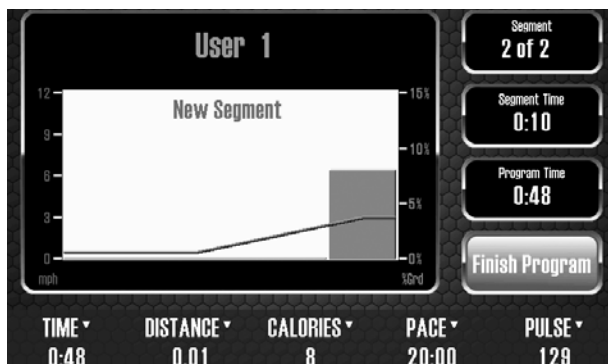 User 1
New Segment
12
9
6
3
0
mph
15%
10%
5%
0%
%Grd
Segment
2 of 2
Segment Time
0:10
Program Time
0:48
Finish Program
TIME ▾ DISTANCE ▾ CALORIES ▾ PACE ▾ PULSE ▾
0:48 0.01 8 20:00 129